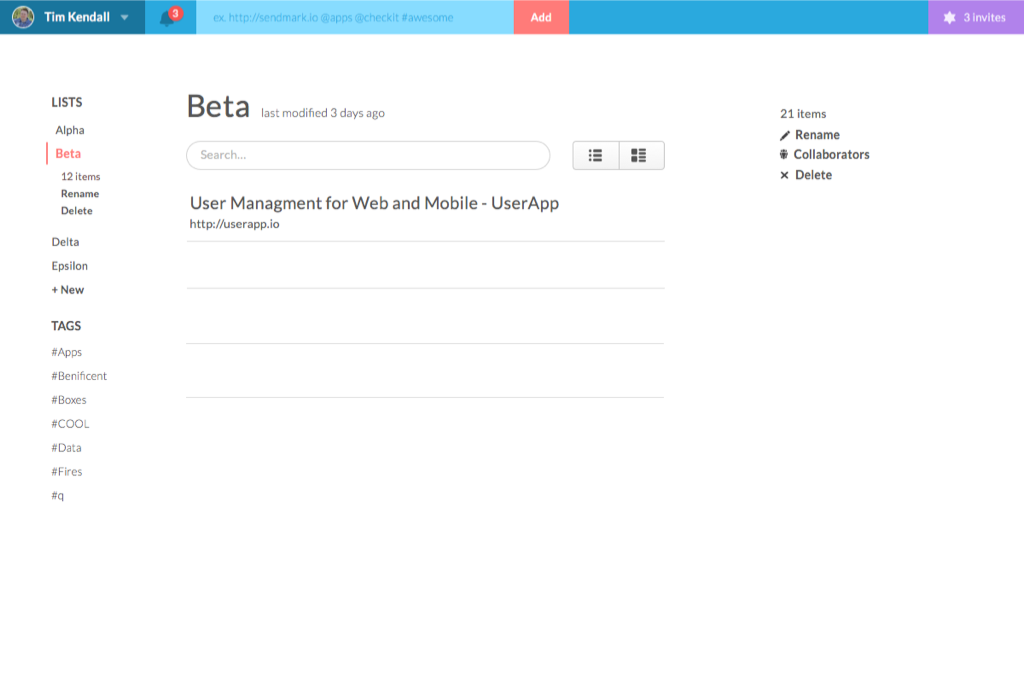 Tim Kendall
3
ex. http://sendmark.io @apps @checkit #awesome
Add
3 invites
LISTS
Alpha
Beta
12 items
Rename
Delete
Delta
Epsilon
+ New
TAGS
#Apps
#Benificent
#Boxes
#COOL
#Data
#Fires
#q
Beta last modified 3 days ago
Search...
User Managment for Web and Mobile - UserApp
http://userapp.io
21 items
Rename
Collaborators
Delete